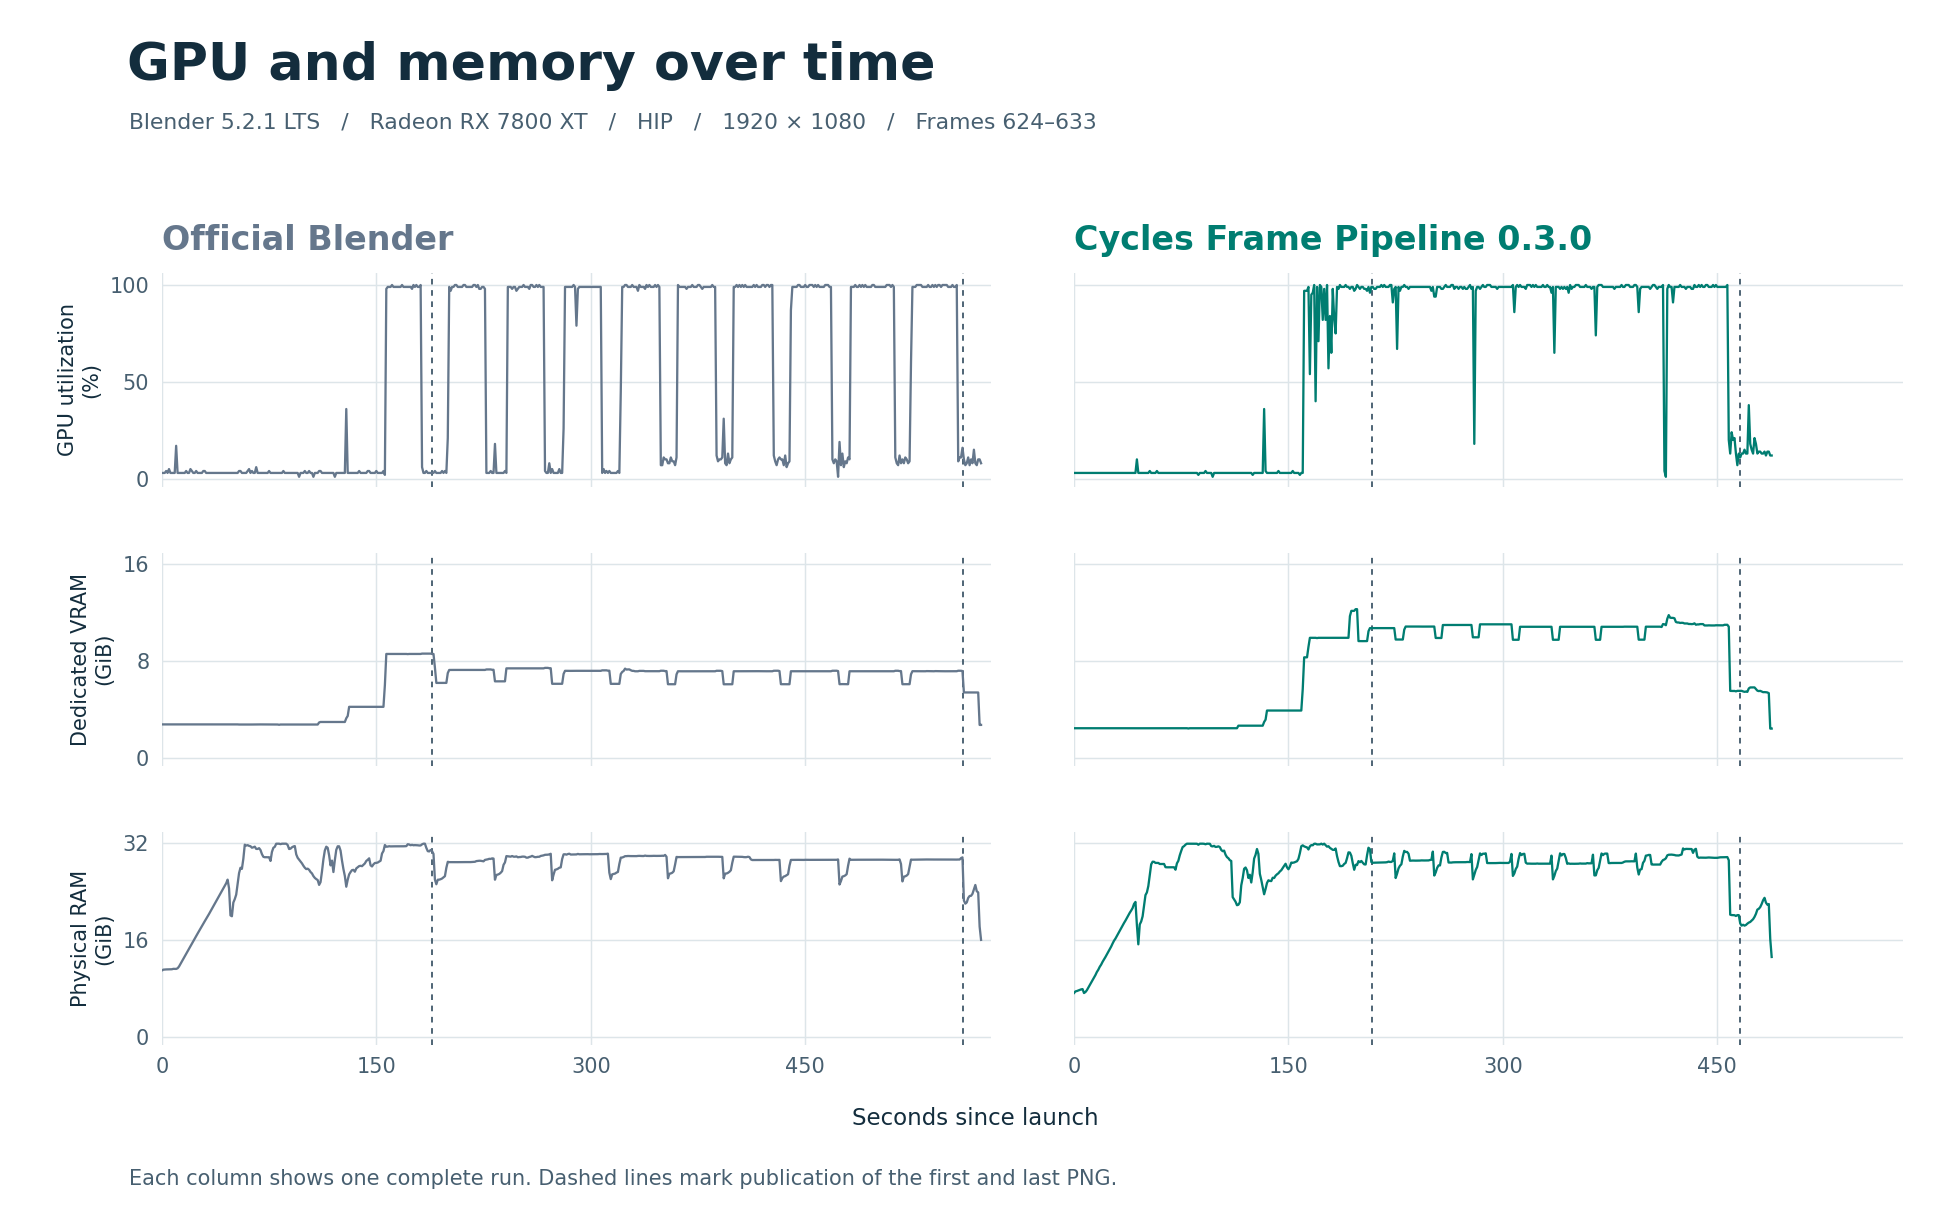 GPU and memory over time
Blender 5.2.1 LTS / Radeon RX 7800 XT / HIP / 1920 × 1080 / Frames 624–633
Official Blender
Cycles Frame Pipeline 0.3.0
GPU utilization
(%)
100
50
0
Dedicated VRAM
(GiB)
16
8
0
Physical RAM
(GiB)
32
16
0
0 150 300 450
0 150 300 450
Seconds since launch
Each column shows one complete run. Dashed lines mark publication of the first and last PNG.